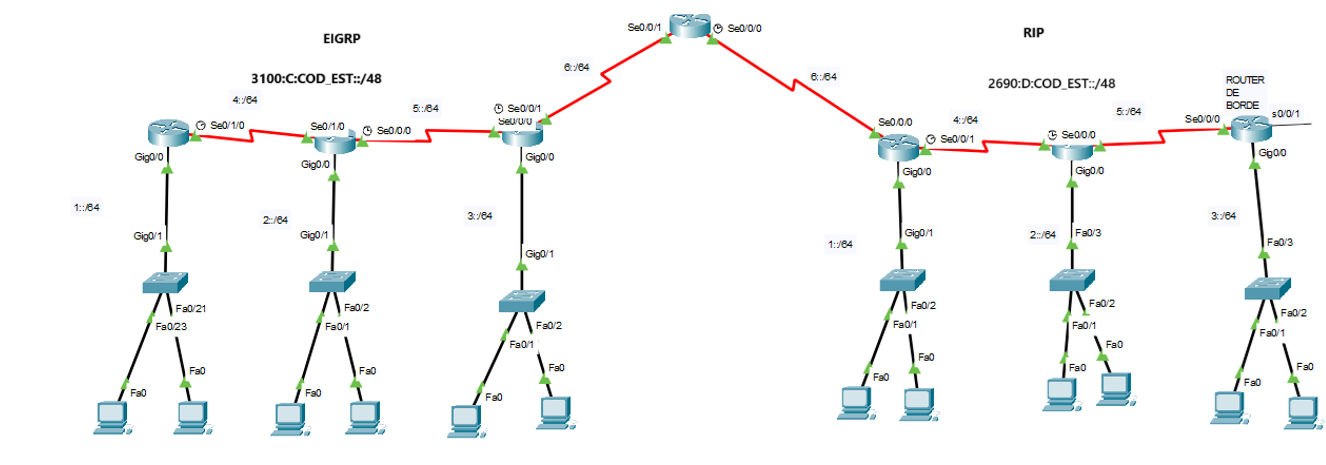 EIGRP
3100:C:COD_EST::/48
RIP
2690:D:COD_EST::/48
Se0/0/1
Se0/0/0
6::/64
6::/64
4::/64
5::/64
Se0/1/0
Se0/1/0
Se0/0/0
Se0/0/1
Se0/0/0
Se0/0/0
Se0/0/1
4::/64
Se0/0/0
5::/64
Se0/0/0
ROUTER
DE
BORDE
s0/0/1
Gig0/0
Gig0/0
Gig0/0
Gig0/0
Gig0/0
Gig0/0
1::/64
2::/64
3::/64
1::/64
2::/64
3::/64
Gig0/1
Gig0/1
Gig0/1
Gig0/1
Fa0/3
Fa0/3
Fa0/21
Fa0/23
Fa0/2
Fa0/1
Fa0/2
Fa0/1
Fa0/2
Fa0/1
Fa0/2
Fa0/1
Fa0/2
Fa0/1
Fa0
Fa0
Fa0
Fa0
Fa0
Fa0
Fa0
Fa0
Fa0
Fa0
Fa0
Fa0